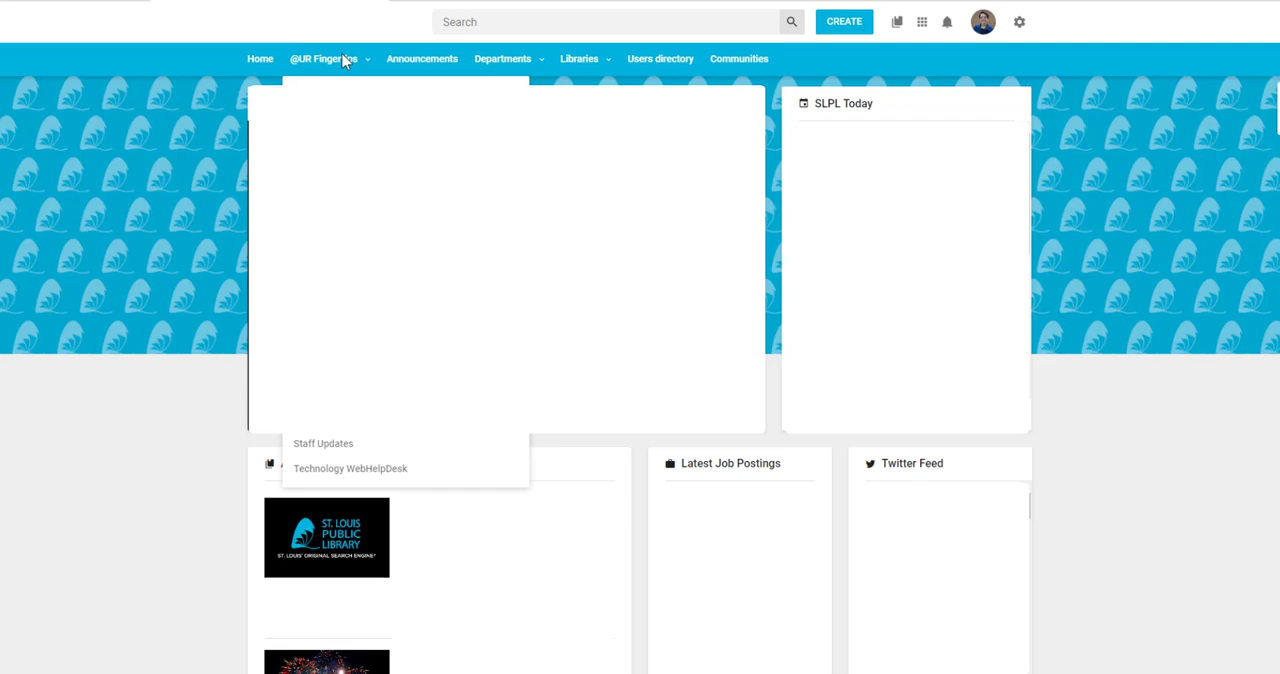 Search
CREATE
Home @UR Fingertips Announcements Departments Libraries Users directory Communities
SLPL Today
Staff Updates
Technology WebHelpDesk
Latest Job Postings
Twitter Feed
ST. LOUIS
PUBLIC
LIBRARY
ST. LOUIS' ORIGINAL SEARCH ENGINE®